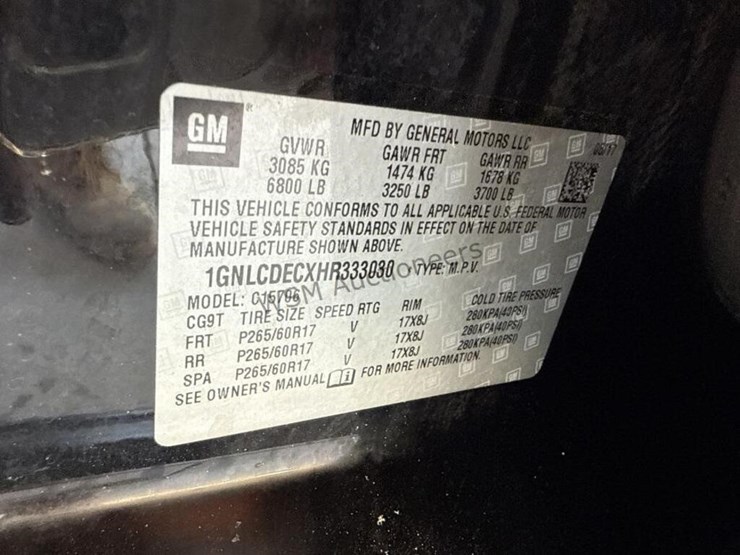 GM ®
MFD BY GENERAL MOTORS LLC
GVWR GAWR FRT GAWR RR 06/17
3085 KG 1474 KG 1678 KG
6800 LB 3250 LB 3700 LB
THIS VEHICLE CONFORMS TO ALL APPLICABLE U.S. FEDERAL MOTOR
VEHICLE SAFETY STANDARDS IN EFFECT ON THE DATE OF
MANUFACTURE SHOWN ABOVE.
1GNLCDECXHR333030 TYPE: M.P.V.
MODEL: C15706
CG9T TIRE SIZE SPEED RTG RIM COLD TIRE PRESSURE
FRT P265/60R17 V 17X8J 280KPA(40PSI)
RR P265/60R17 V 17X8J 280KPA(40PSI)
SPA P265/60R17 V 17X8J 280KPA(40PSI)
SEE OWNER'S MANUAL i FOR MORE INFORMATION.
Auctioneers